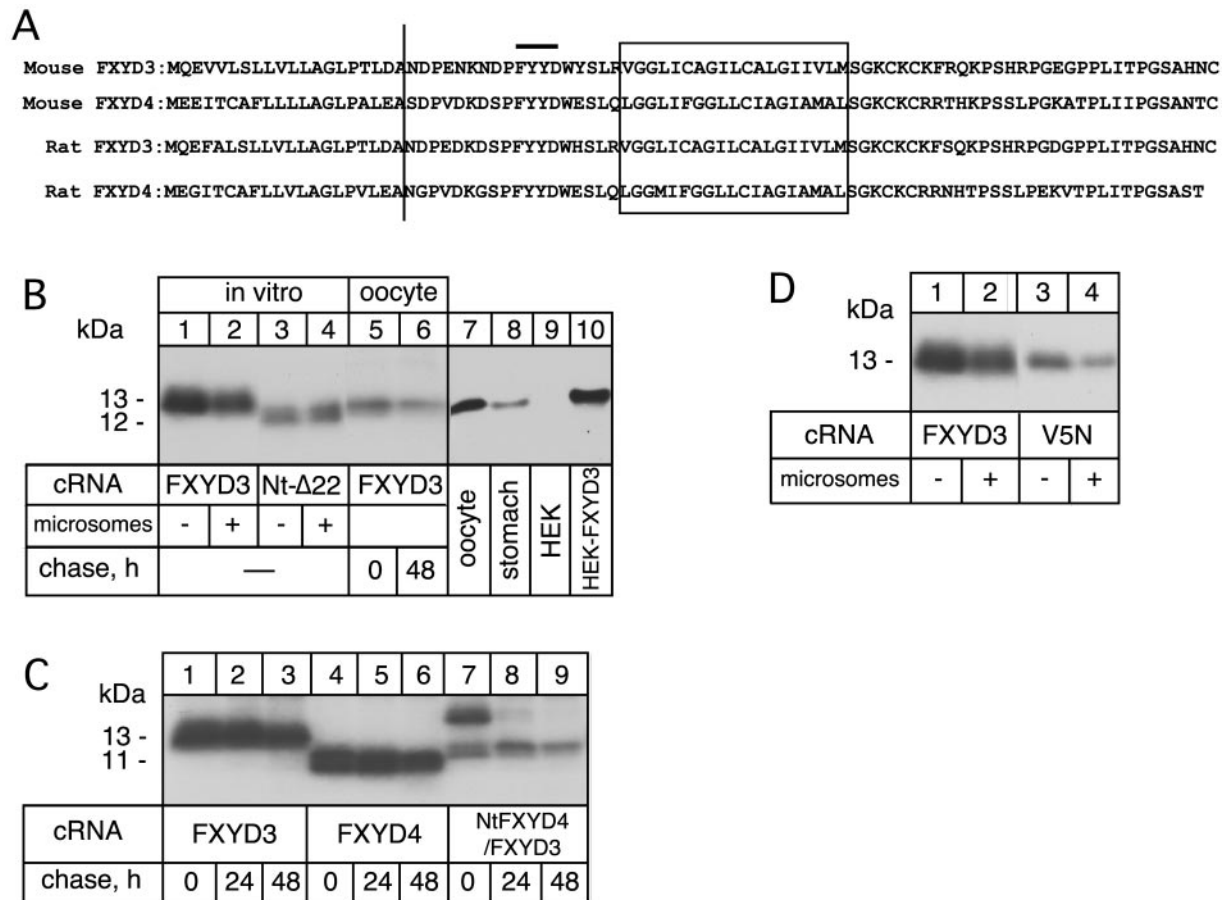 A
Mouse FXYD3:MQEVVLSLLVLLAGLPTLDANDPENKNDPFYYDWYSLRVGGLICAGILCALGIIVLMSGKCKCKFRQKPSHRPGEGPPLITPGSAHNC
Mouse FXYD4:MEEITCAFLLLLLAGLPALEASDPVDKDSPFYYDWESLQLGGLIFGGLLCIAGIAMALSGKCKCRRTHKPSSLPGKATPLIIPGSANTC
Rat FXYD3:MQEFALSLLVLLAGLPTLDANDPEDKDSPFYYDWHSLRVGGLICAGILCALGIIVLMSGKCKCKFSQKPSHRPGDGPPLITPGSAHNC
Rat FXYD4:MEGITCAFLLVLAGLPVLEANGPVDKGSPFYYDWESLQLGGMIFGGLLCIAGIAMALSGKCKCRRNHTPSSLPEKVTPLITPGSAST
B
in vitro oocyte
kDa 1 2 3 4 5 6 7 8 9 10
13 -
12 -
cRNA FXYD3 Nt-Δ22 FXYD3
microsomes - + - +
chase, h — 0 48
oocyte
stomach
HEK
HEK-FXYD3
D
kDa 1 2 3 4
13 -
cRNA FXYD3 V5N
microsomes - + - +
C
kDa 1 2 3 4 5 6 7 8 9
13 -
11 -
cRNA FXYD3 FXYD4 NtFXYD4
/FXYD3
chase, h 0 24 48 0 24 48 0 24 48